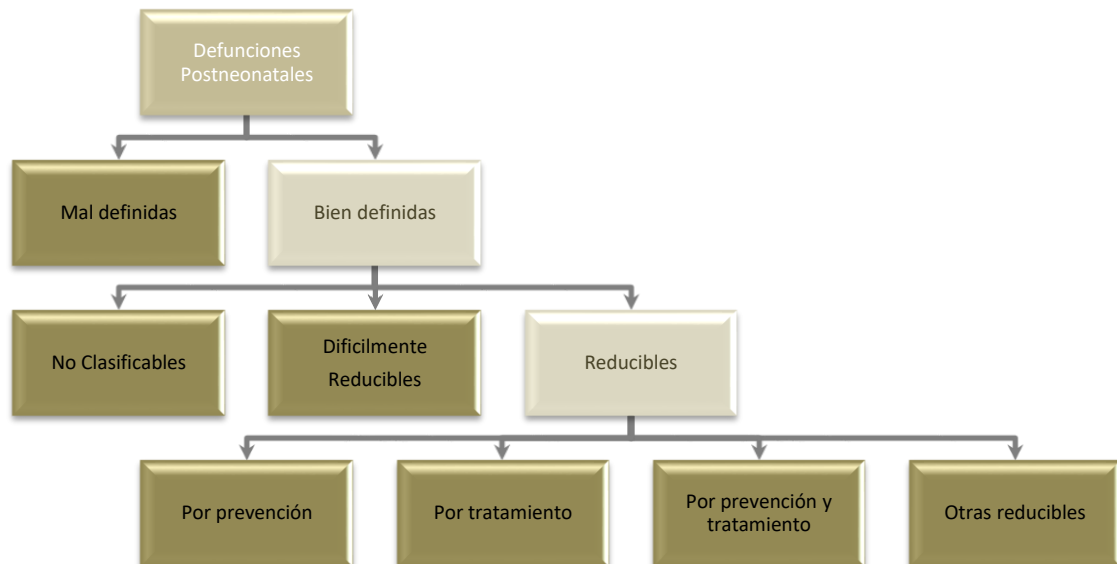 Defunciones
Postneonatales
Mal definidas
Bien definidas
No Clasificables
Dificilmente
Reducibles
Reducibles
Por prevención
Por tratamiento
Por prevención y
tratamiento
Otras reducibles